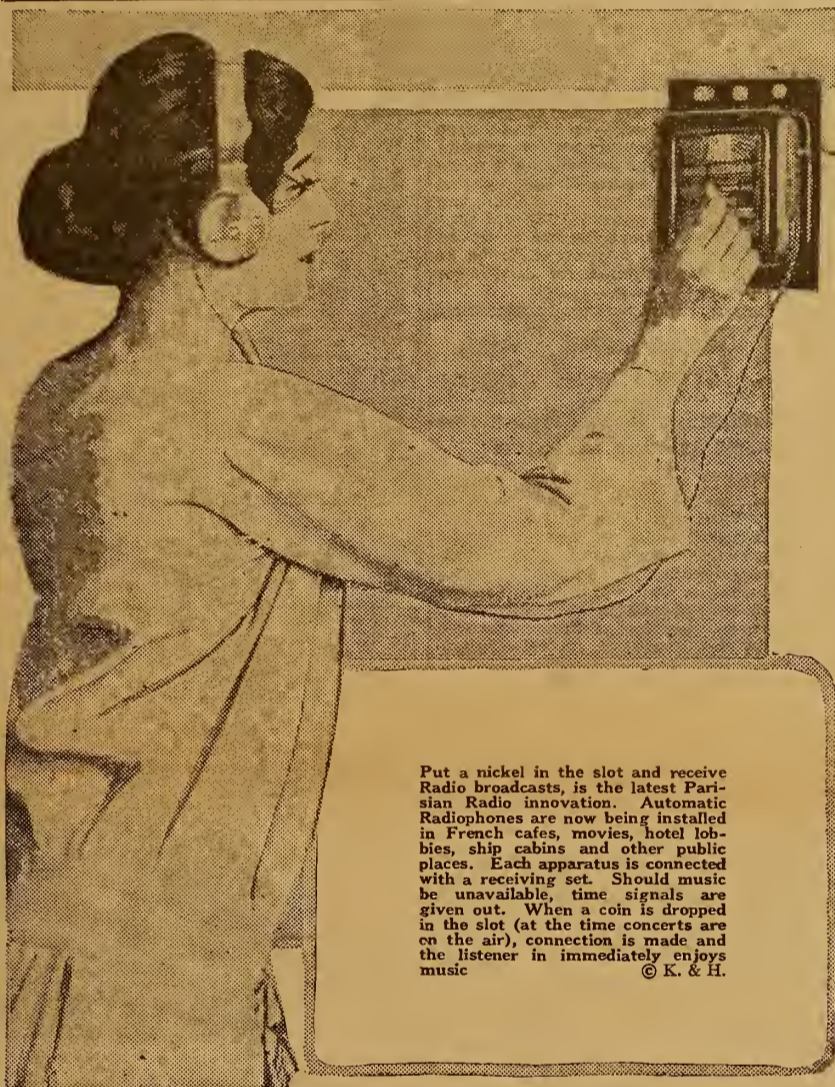 Put a nickel in the slot and receive
Radio broadcasts, is the latest Pari-
sian Radio innovation. Automatic
Radiophones are now being installed
in French cafes, movies, hotel lob-
bies, ship cabins and other public
places. Each apparatus is connected
with a receiving set. Should music
be unavailable, time signals are
given out. When a coin is dropped
in the slot (at the time concerts are
on the air), connection is made and
the listener in immediately enjoys
music © K. & H.